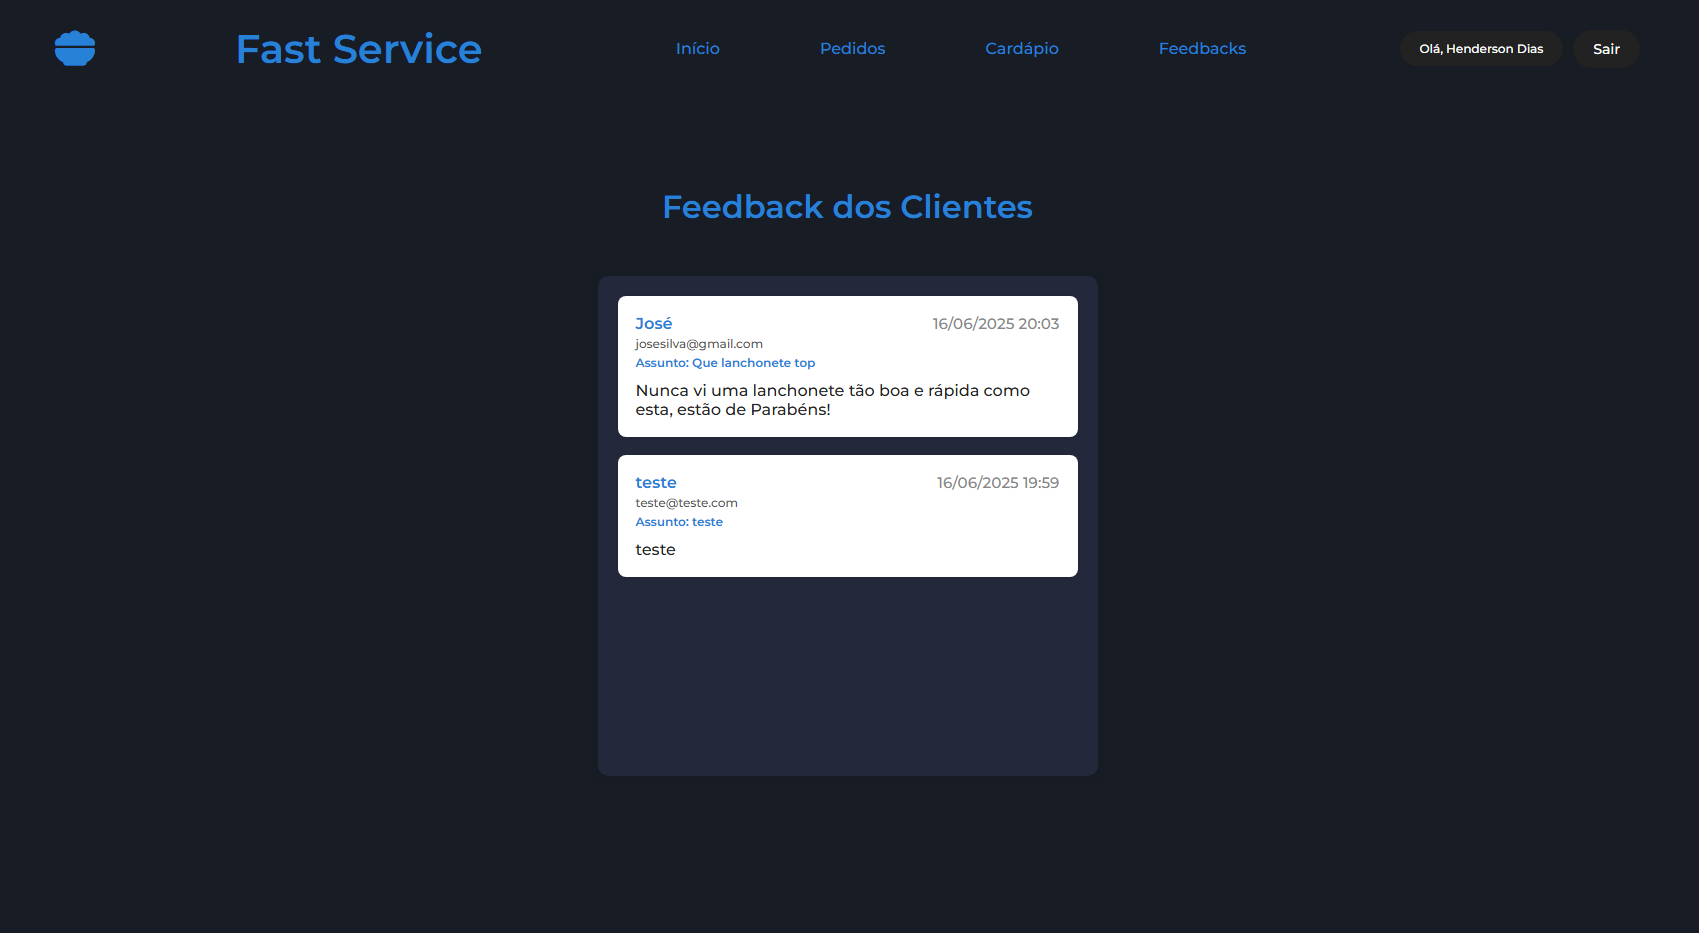 Fast Service
Início
Pedidos
Cardápio
Feedbacks
Olá, Henderson Dias
Sair
Feedback dos Clientes
José
16/06/2025 20:03
josesilva@gmail.com
Assunto: Que lanchonete top
Nunca vi uma lanchonete tão boa e rápida como
esta, estão de Parabéns!
teste
16/06/2025 19:59
teste@teste.com
Assunto: teste
teste